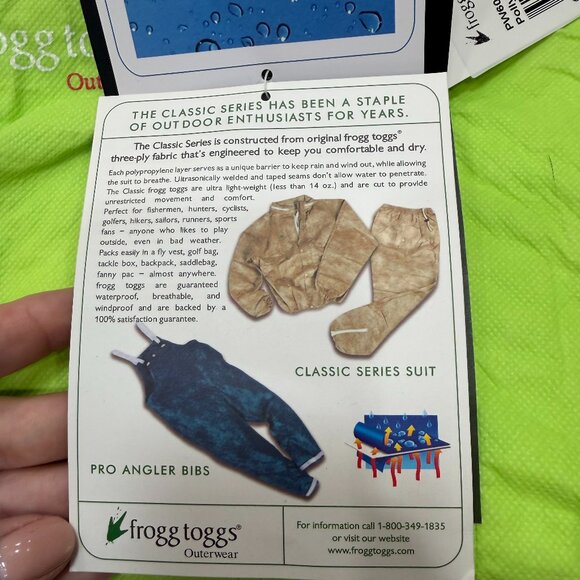 frogg
PW60
Poll
ogg togg
Out
THE CLASSIC SERIES HAS BEEN A STAPLE
OF OUTDOOR ENTHUSIASTS FOR YEARS.
The Classic Series is constructed from original frogg toggs®
three-ply fabric that's engineered to keep you comfortable and dry.
Each polypropylene layer serves as a unique barrier to keep rain and wind out, while allowing
the suit to breathe. Ultrasonically welded and taped seams don't allow water to penetrate.
The Classic frogg toggs are ultra light-weight (less than 14 oz.) and are cut to provide
unrestricted movement and comfort.
Perfect for fishermen, hunters, cyclists,
golfers, hikers, sailors, runners, sports
fans – anyone who likes to play
outside, even in bad weather.
Packs easily in a fly vest, golf bag,
tackle box, backpack, saddlebag,
fanny pac – almost anywhere.
frogg toggs are guaranteed
waterproof, breathable, and
windproof and are backed by a
100% satisfaction guarantee.
CLASSIC SERIES SUIT
PRO ANGLER BIBS
frogg toggs®
Outerwear
For information call 1-800-349-1835
or visit our website
www.froggtoggs.com